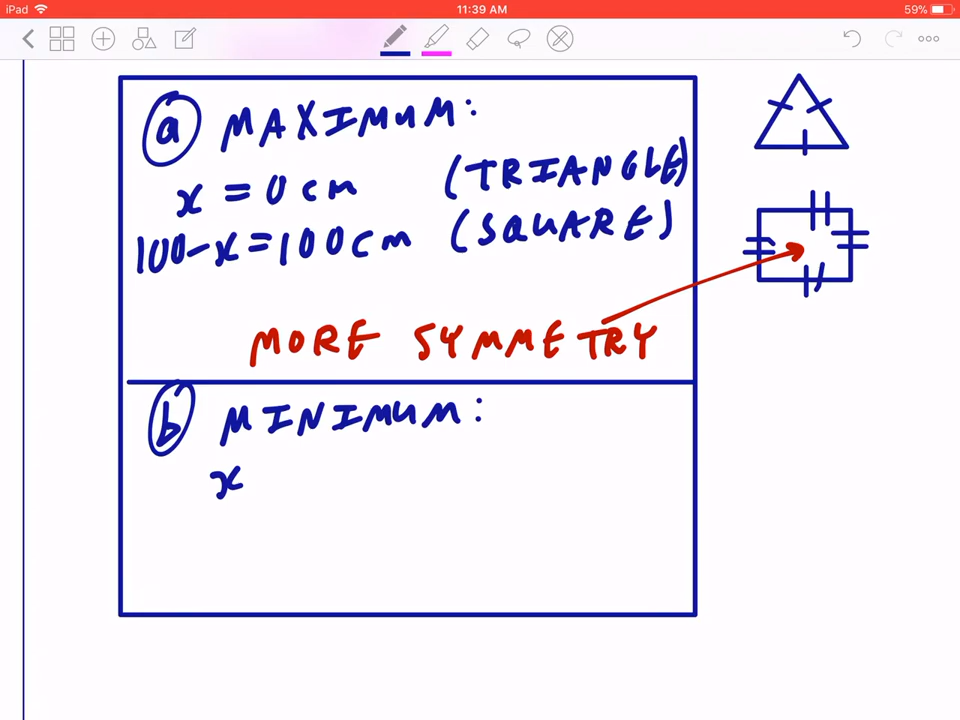 iPad 11:39 AM 59%
a MAXIMUM:
x = 0 cm (TRIANGLE)
100-x = 100 cm (SQUARE)
MORE SYMMETRY
b MINIMUM:
x